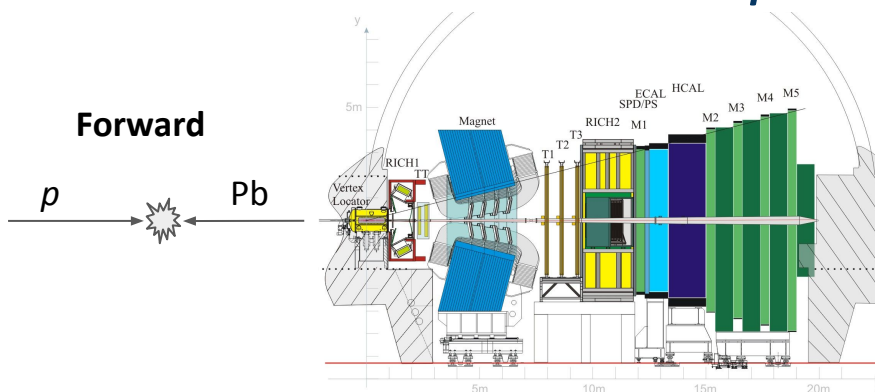 y
5m
Forward
p
Pb
Vertex
Locator
RICH1
TT
Magnet
T1
T2
T3
RICH2
M1
SPD/PS
ECAL
HCAL
M2
M3
M4
M5
5m
10m
15m
20m